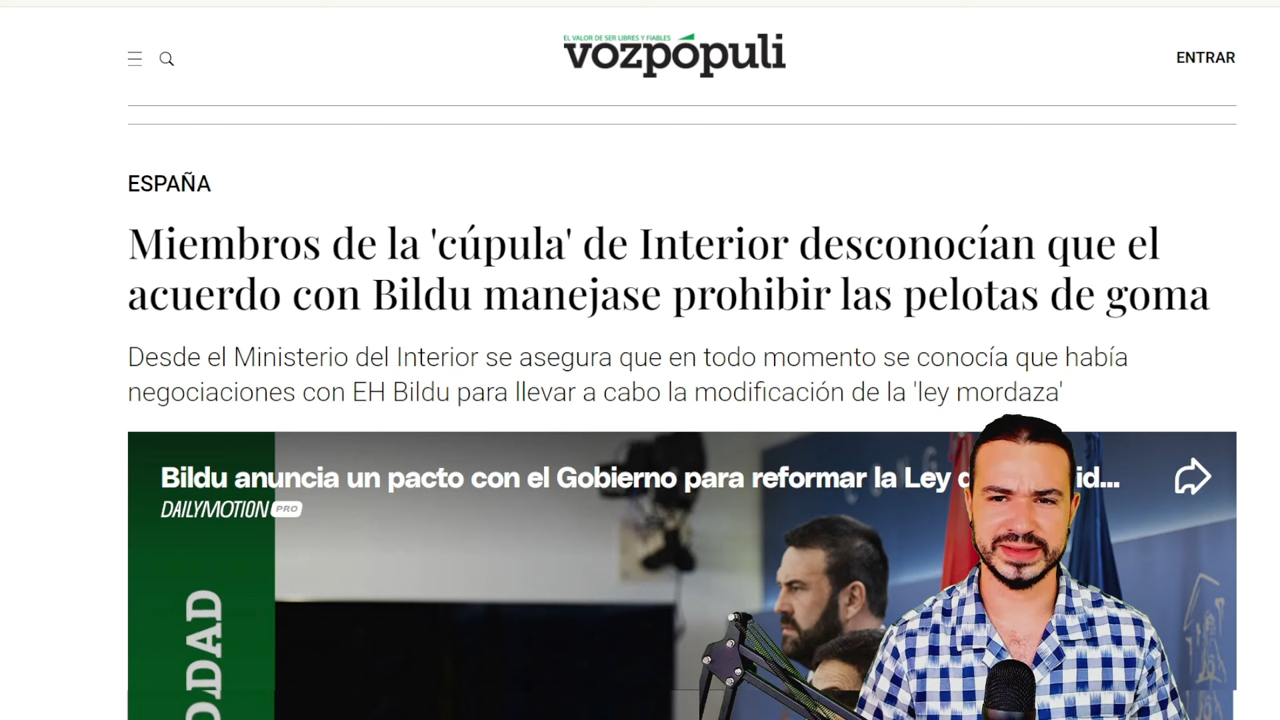 EL VALOR DE SER LIBRES Y FIABLES
vozpópuli
ENTRAR
ESPAÑA
Miembros de la 'cúpula' de Interior desconocían que el
acuerdo con Bildu manejase prohibir las pelotas de goma
Desde el Ministerio del Interior se asegura que en todo momento se conocía que había
negociaciones con EH Bildu para llevar a cabo la modificación de la 'ley mordaza'
Bildu anuncia un pacto con el Gobierno para reformar la Ley d id...
DAILYMOTION PRO
ODAD